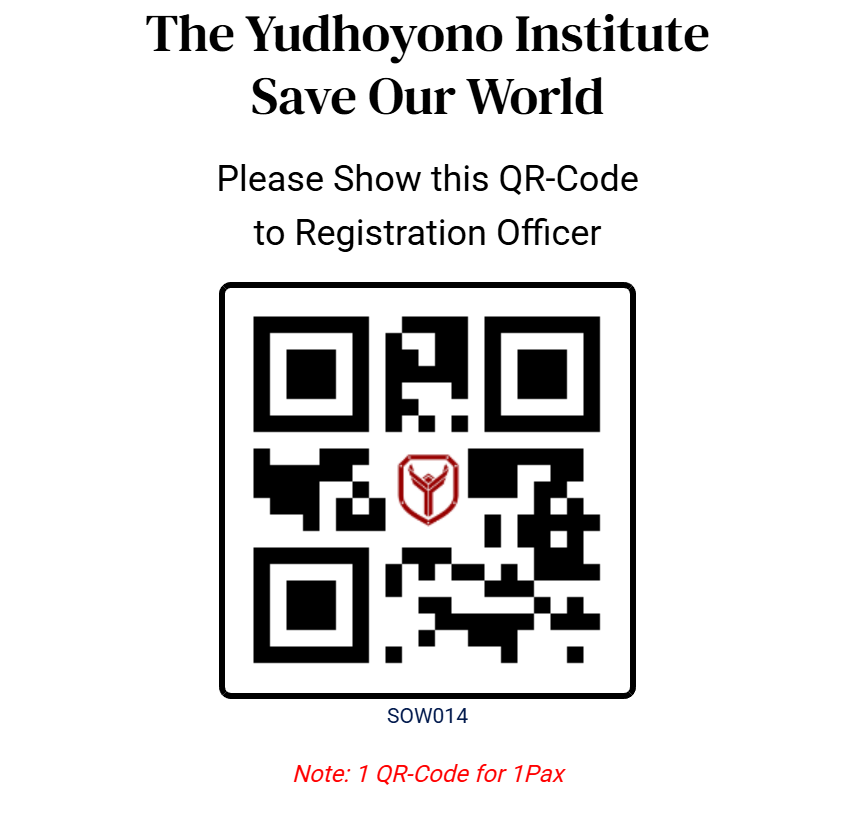 The Yudhoyono Institute
Save Our World
Please Show this QR-Code
to Registration Officer
SOW014
Note: 1 QR-Code for 1Pax